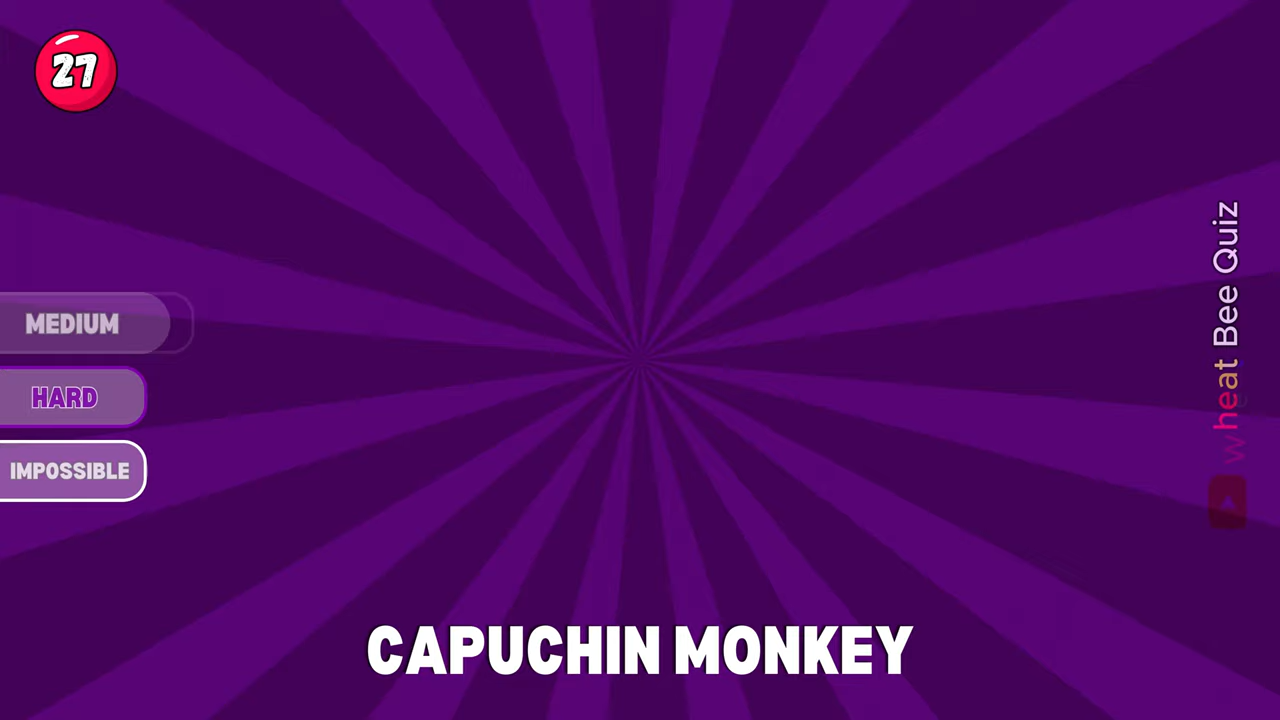 27
MEDIUM
HARD
IMPOSSIBLE
wheat Bee Quiz
CAPUCHIN MONKEY